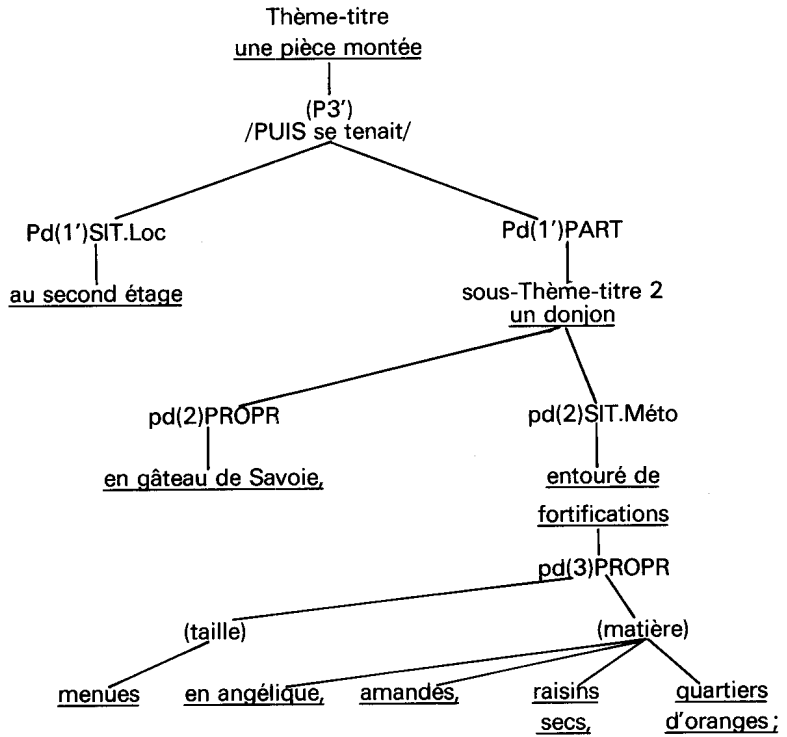 Thème-titre
une pièce montée
(P3')
/PUIS se tenait/
Pd(1')SIT.Loc
Pd(1')PART
au second étage
sous-Thème-titre 2
un donjon
pd(2)PROPR
pd(2)SIT.Méto
en gâteau de Savoie,
entouré de
fortifications
pd(3)PROPR
(taille)
(matière)
menues
en angélique,
amandes,
raisins
secs,
quartiers
d'oranges ;